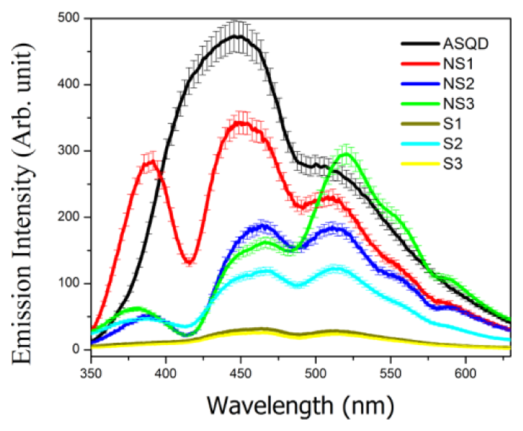 Emission Intensity (Arb. unit)
500
400
300
200
100
0
ASQD
NS1
NS2
NS3
S1
S2
S3
350 400 450 500 550 600
Wavelength (nm)